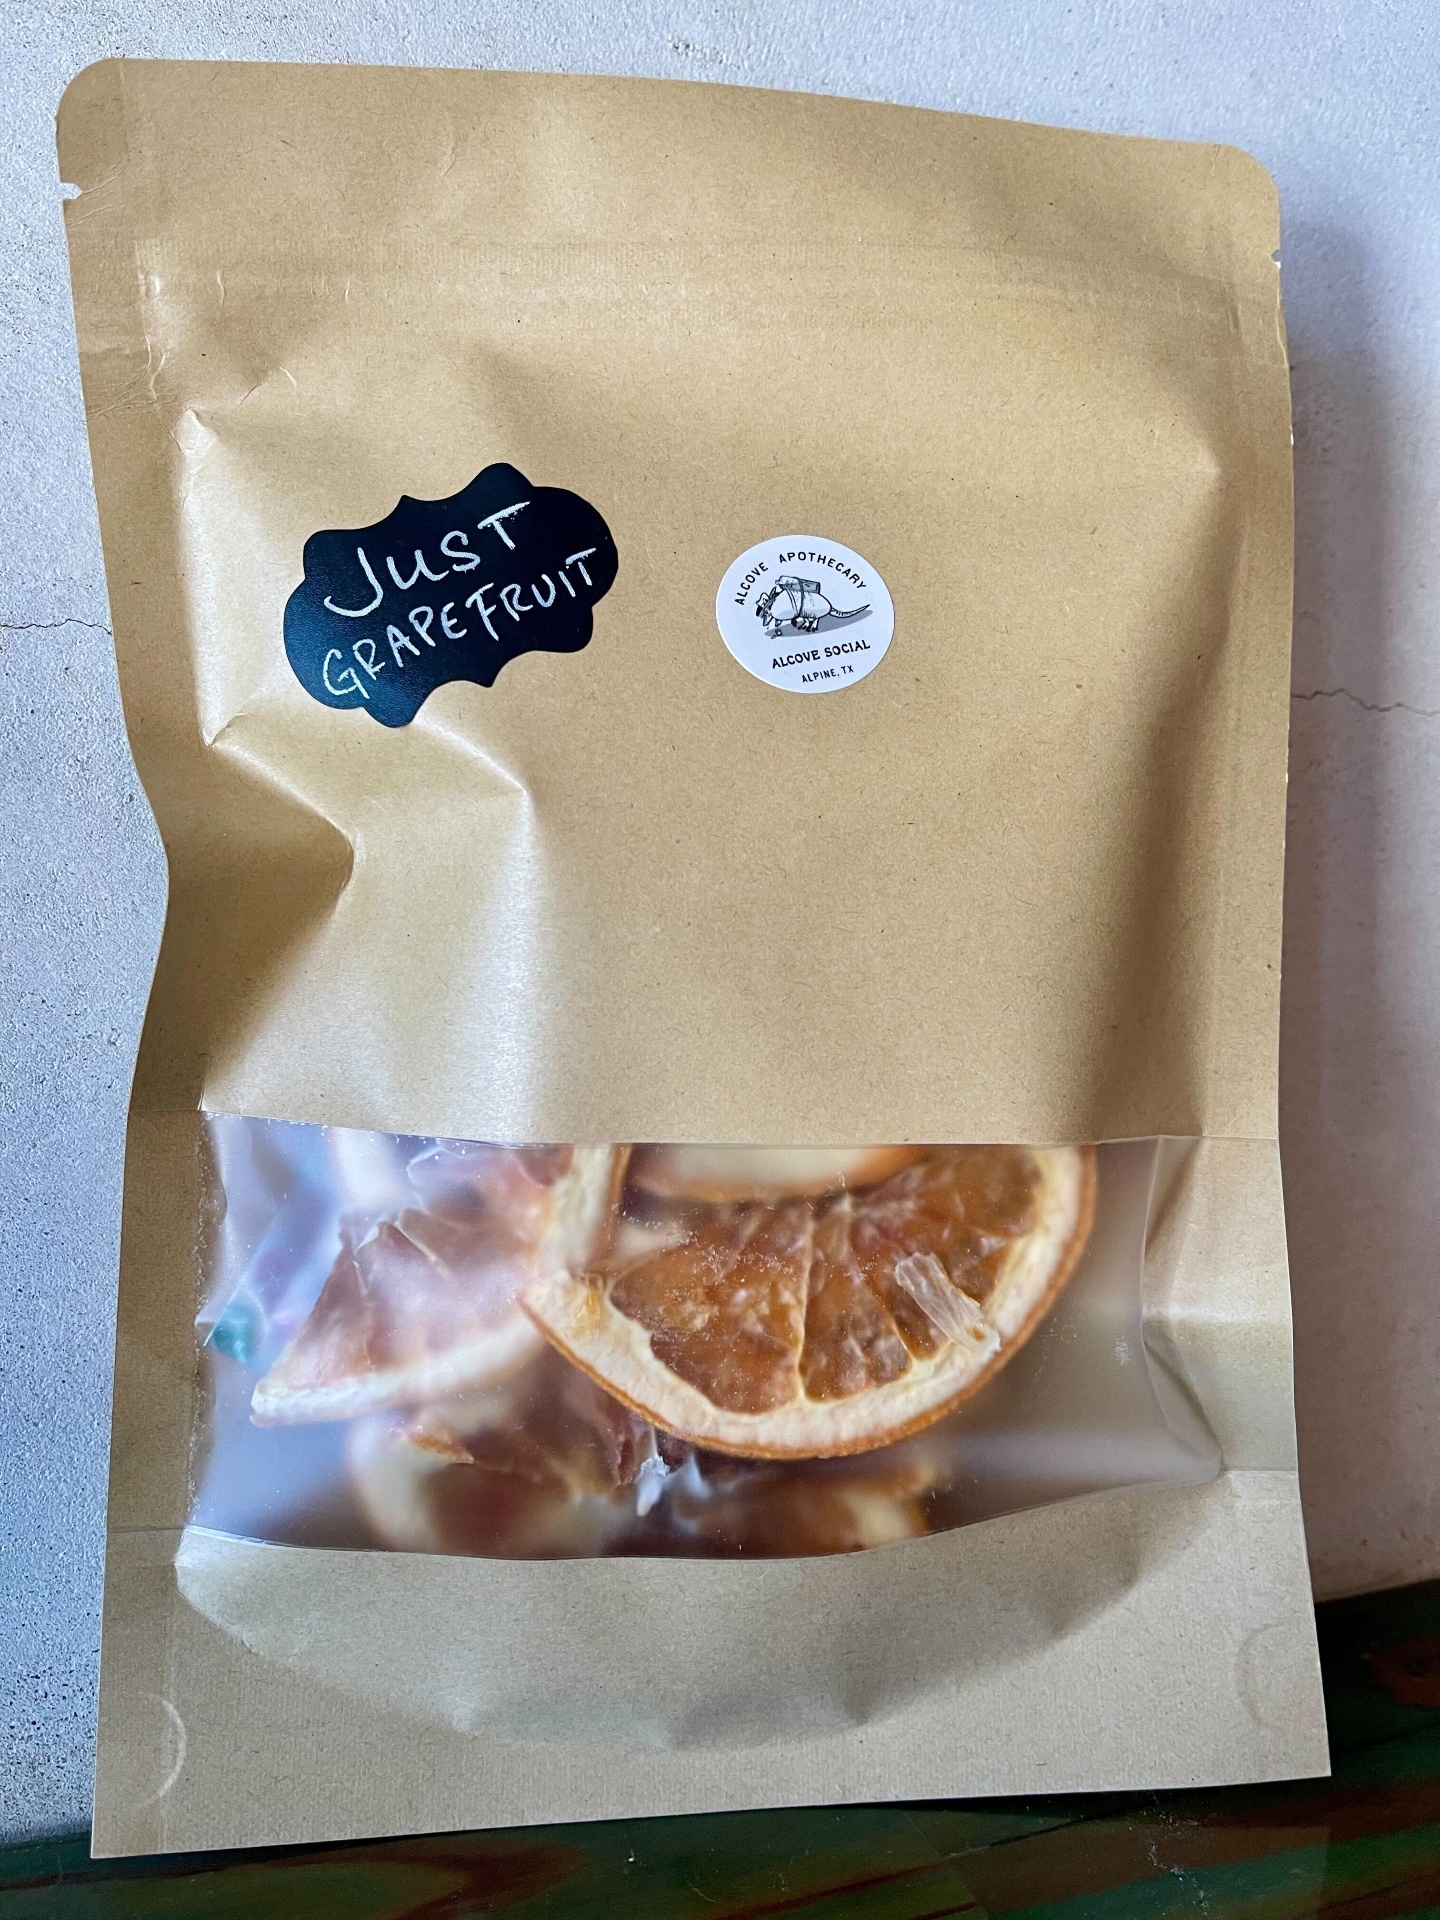 JUST
GRAPEFRUIT
ALCOVE APOTHECARY
ALCOVE SOCIAL
ALPINE, TX